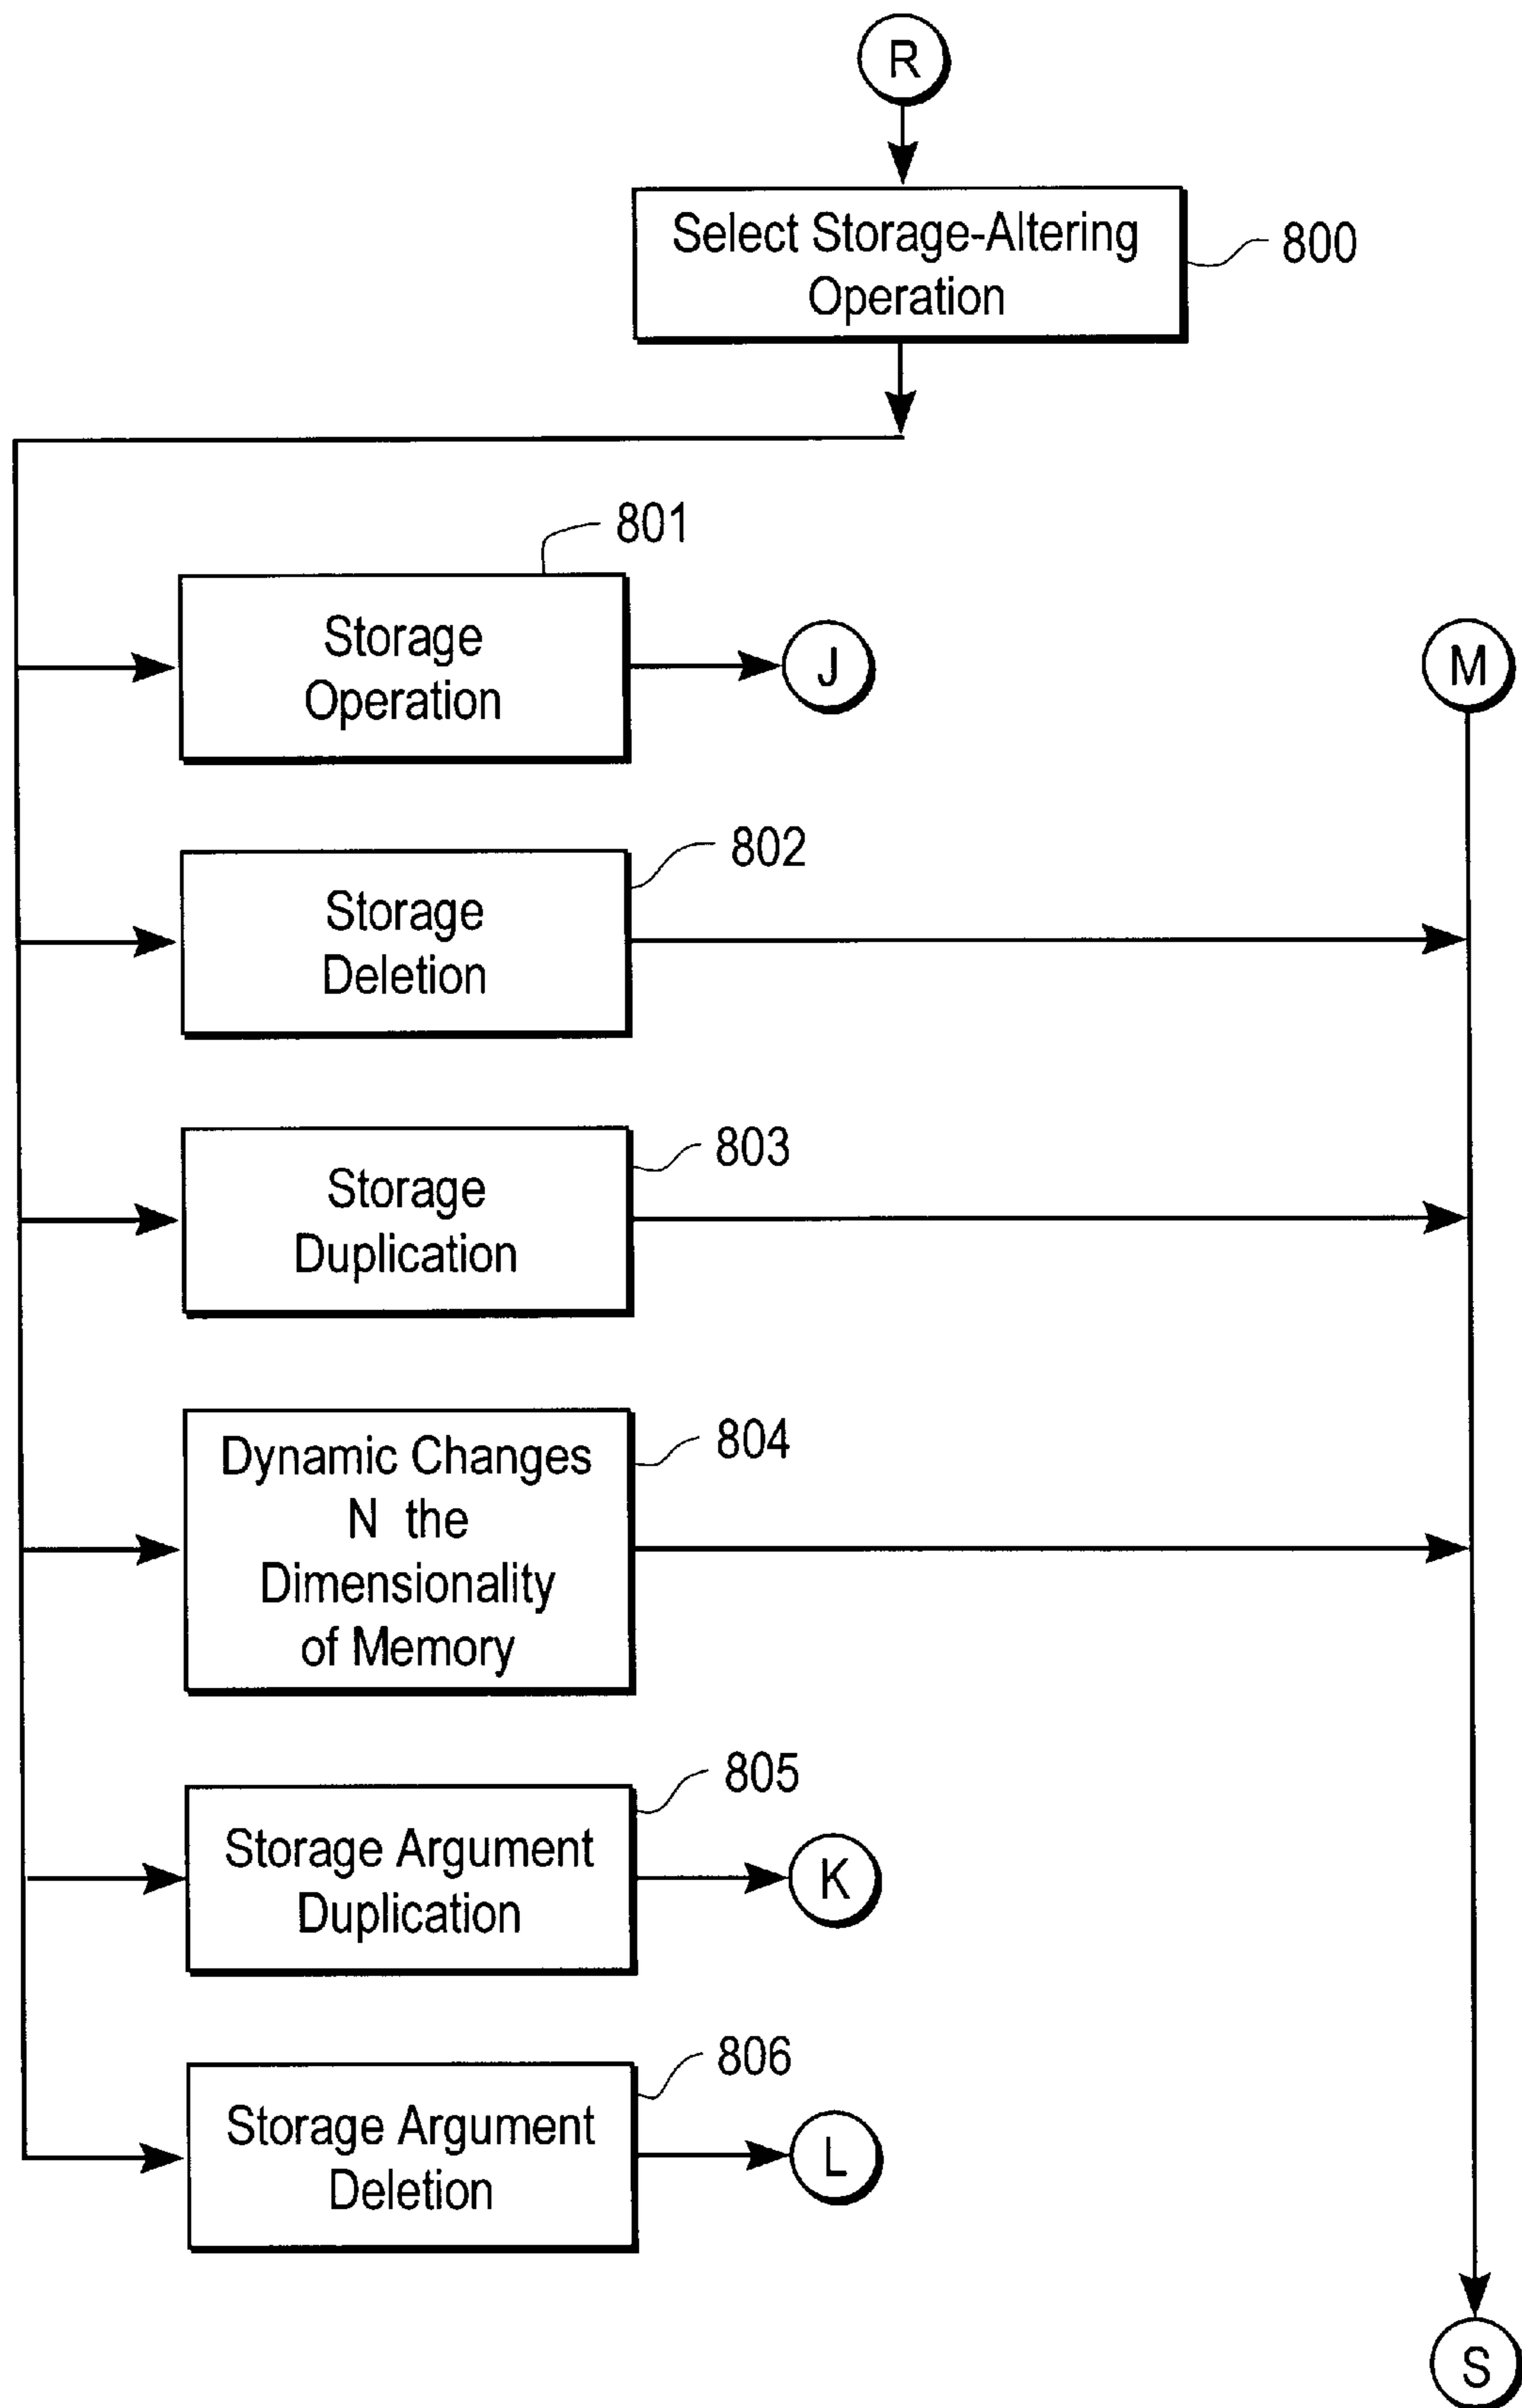 R
Select Storage-Altering
Operation
800
801
Storage
Operation
J
M
802
Storage
Deletion
803
Storage
Duplication
804
Dynamic Changes
N the
Dimensionality
of Memory
805
Storage Argument
Duplication
K
806
Storage Argument
Deletion
L
S